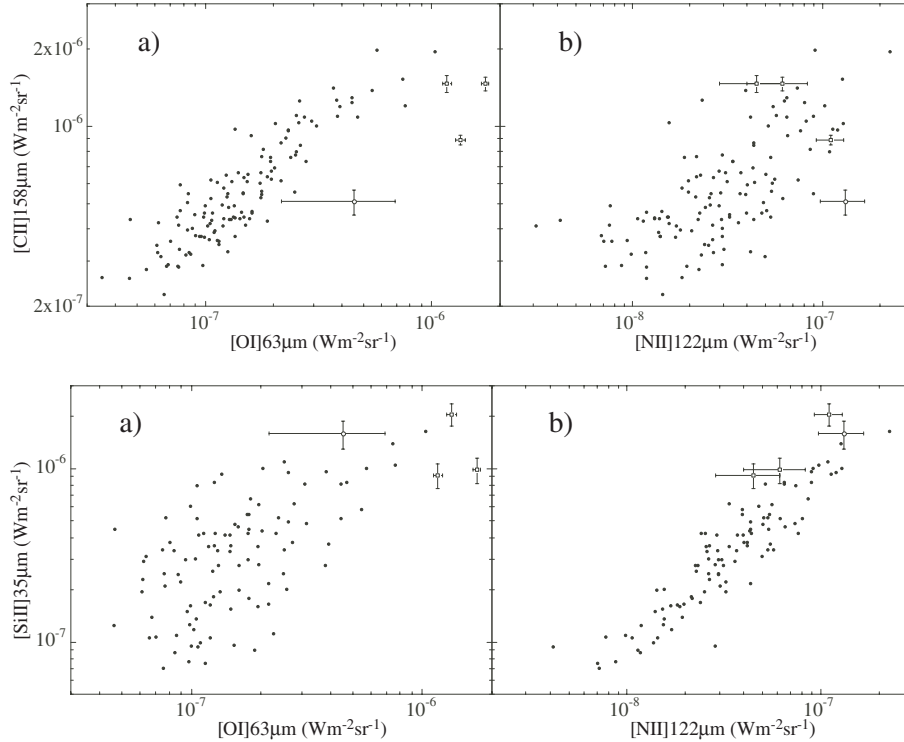 a)
b)
2x10⁻⁶
10⁻⁶
2x10⁻⁷
[CII]158μm (Wm⁻²sr⁻¹)
10⁻⁷
10⁻⁶
10⁻⁸
10⁻⁷
[OI]63μm (Wm⁻²sr⁻¹)
[NII]122μm (Wm⁻²sr⁻¹)
a)
b)
10⁻⁶
10⁻⁷
[SiII]35μm (Wm⁻²sr⁻¹)
10⁻⁷
10⁻⁶
10⁻⁸
10⁻⁷
[OI]63μm (Wm⁻²sr⁻¹)
[NII]122μm (Wm⁻²sr⁻¹)